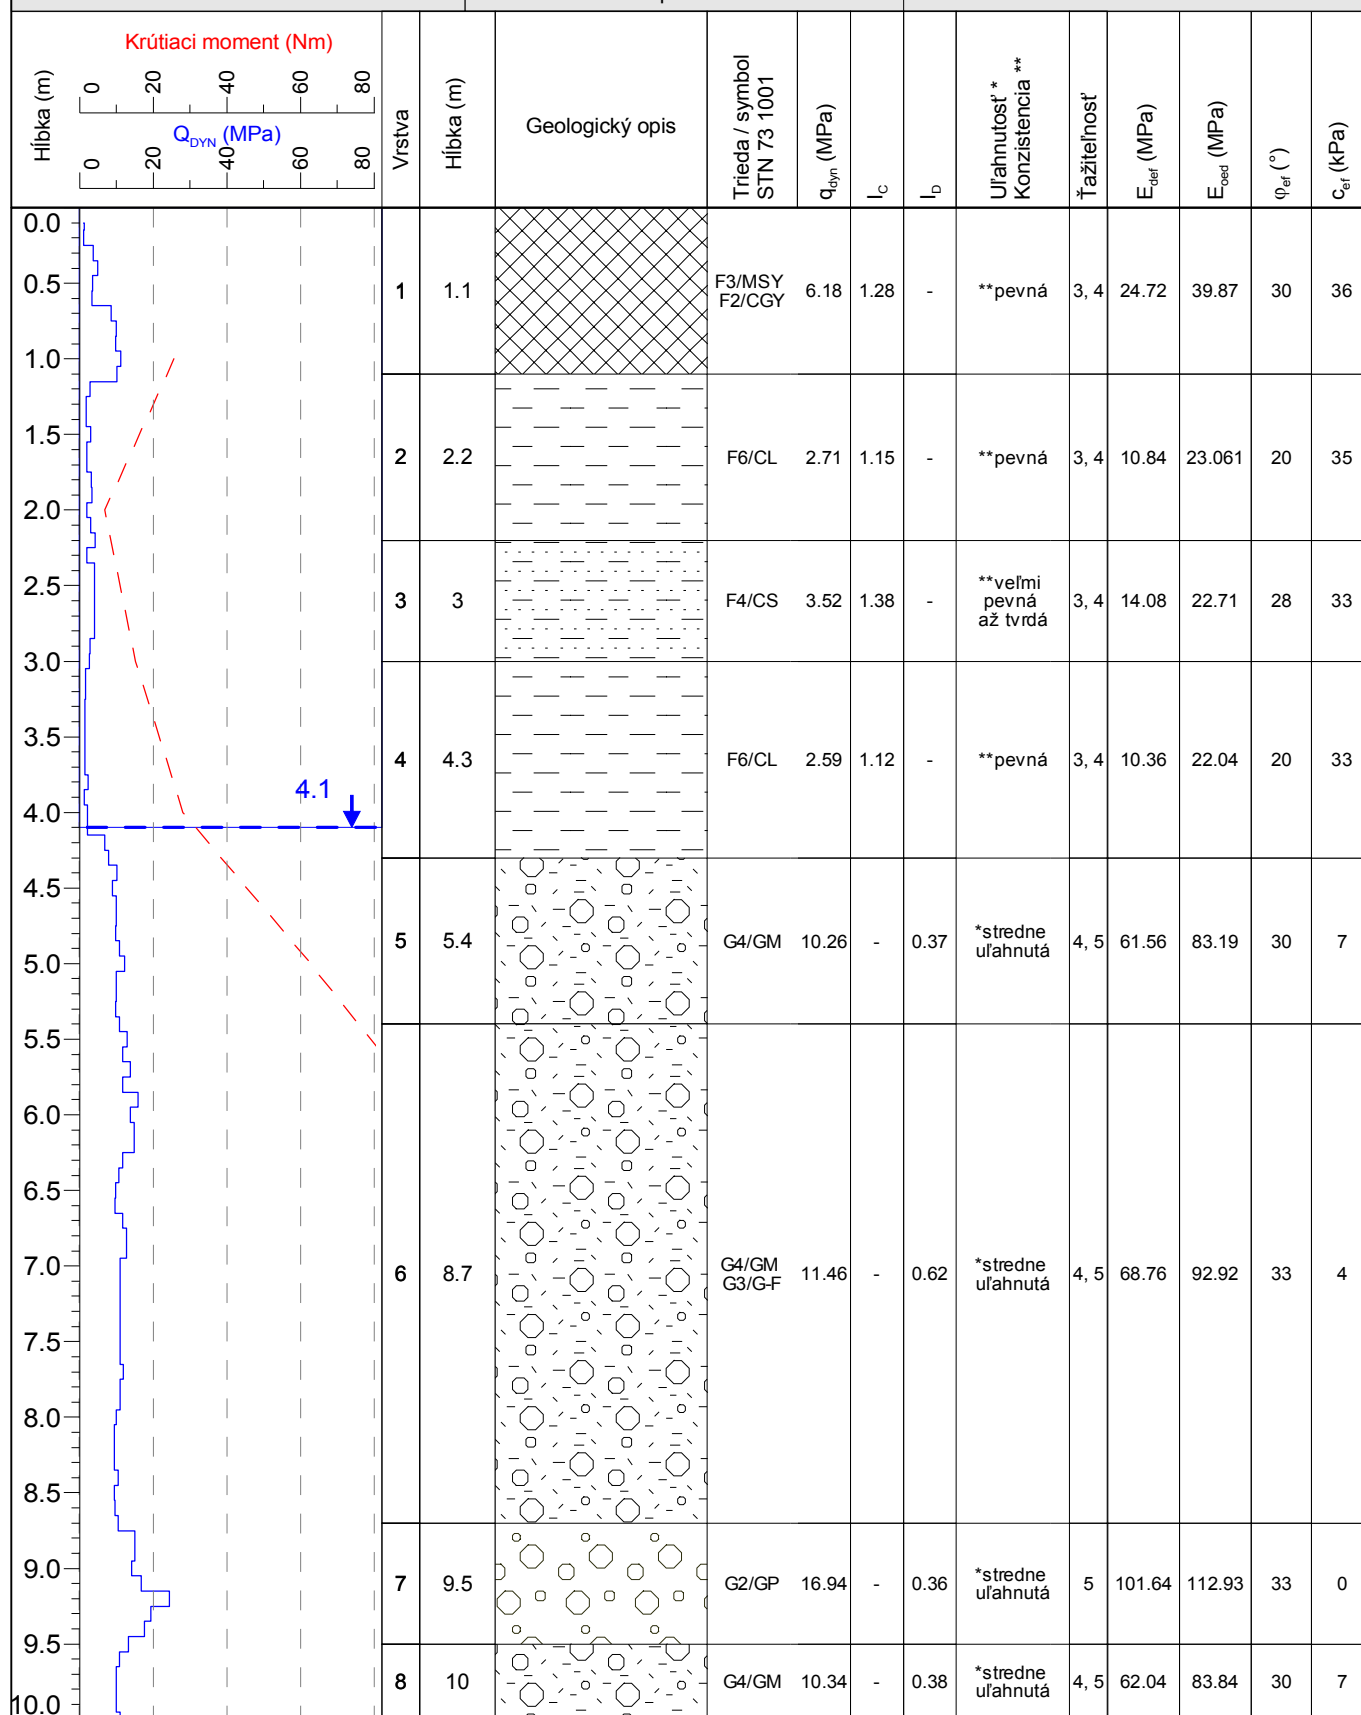 Krútiaci moment (Nm)
0 20 40 60 80
Q_DYN (MPa)
0 20 40 60 80
Hĺbka (m)
Vrstva
Hĺbka (m)
Geologický opis
Trieda / symbol
STN 73 1001
q_dyn (MPa)
I_C
I_D
Uľahnutosť *
Konzistencia **
Ťažiteľnosť
E_def (MPa)
E_oed (MPa)
φ_ef (°)
c_ef (kPa)
0.0
0.5
1.0
1.5
2.0
2.5
3.0
3.5
4.0
4.5
5.0
5.5
6.0
6.5
7.0
7.5
8.0
8.5
9.0
9.5
10.0
4.1
1 1.1 F3/MSY F2/CGY 6.18 1.28 - **pevná 3, 4 24.72 39.87 30 36
2 2.2 F6/CL 2.71 1.15 - **pevná 3, 4 10.84 23.061 20 35
3 3 F4/CS 3.52 1.38 - **veľmi pevná až tvrdá 3, 4 14.08 22.71 28 33
4 4.3 F6/CL 2.59 1.12 - **pevná 3, 4 10.36 22.04 20 33
5 5.4 G4/GM 10.26 - 0.37 *stredne uľahnutá 4, 5 61.56 83.19 30 7
6 8.7 G4/GM G3/G-F 11.46 - 0.62 *stredne uľahnutá 4, 5 68.76 92.92 33 4
7 9.5 G2/GP 16.94 - 0.36 *stredne uľahnutá 5 101.64 112.93 33 0
8 10 G4/GM 10.34 - 0.38 *stredne uľahnutá 4, 5 62.04 83.84 30 7